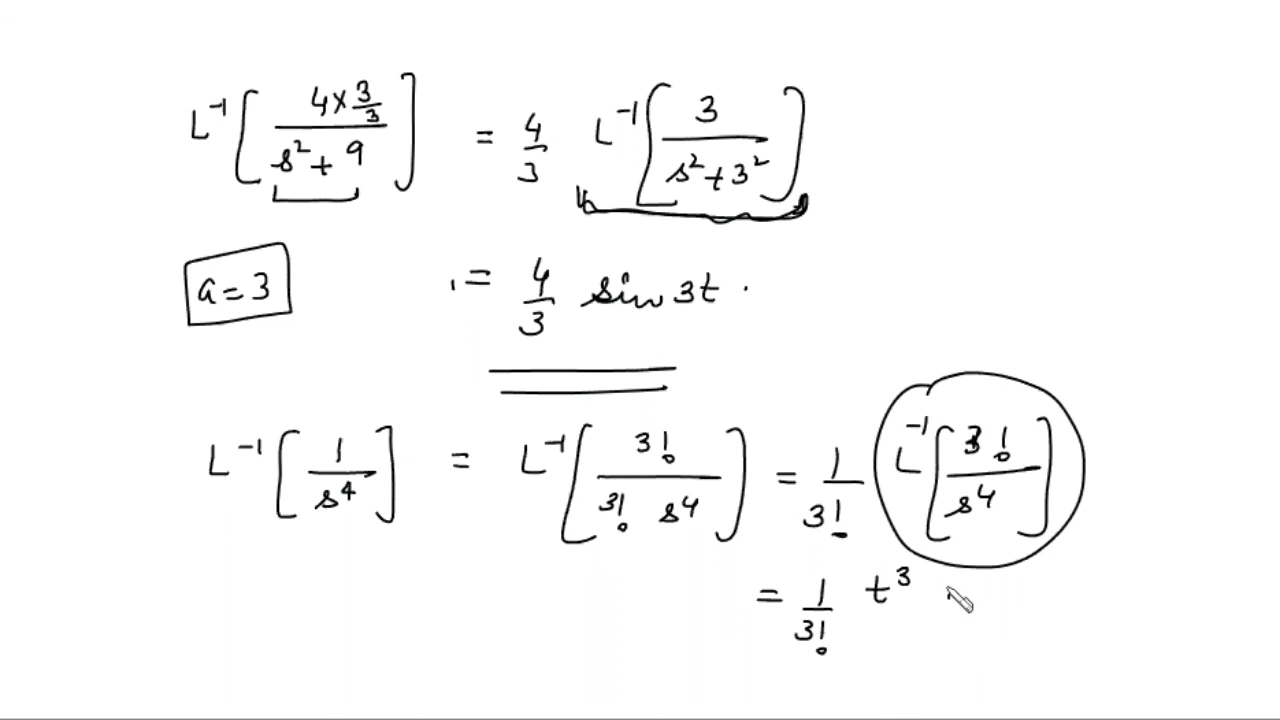 L⁻¹[ (4 × 3/3) / (s² + 9) ] = 4/3 L⁻¹[ 3 / (s² + 3²) ]
a = 3 = 4/3 sin 3t .
L⁻¹[ 1 / s⁴ ] = L⁻¹[ 3! / (3! s⁴) ] = 1/3! L⁻¹[ 3! / s⁴ ]
= 1/3! t³